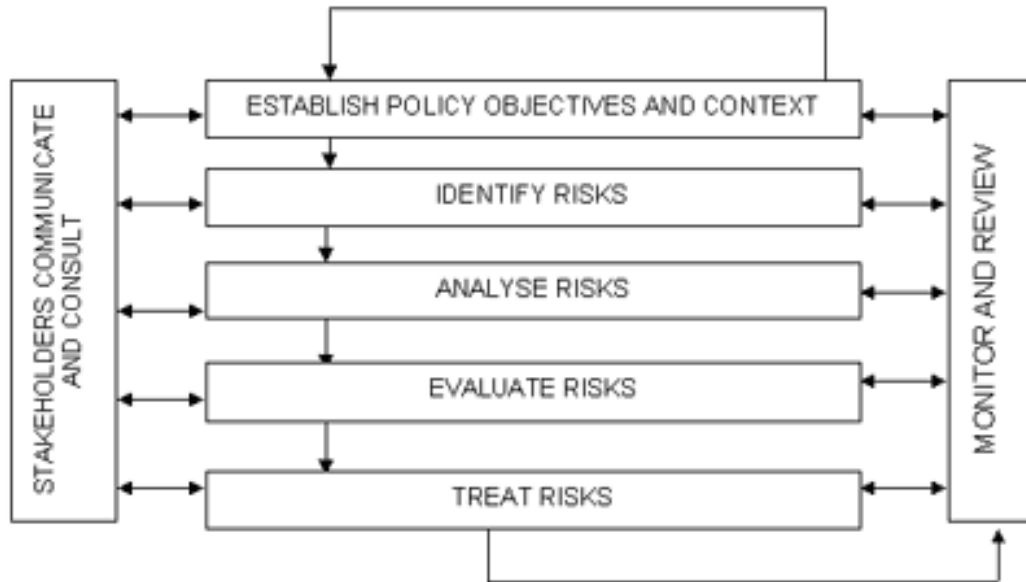 ESTABLISH POLICY OBJECTIVES AND CONTEXT
IDENTIFY RISKS
ANALYSE RISKS
EVALUATE RISKS
TREAT RISKS
STAKEHOLDERS COMMUNICATE
AND CONSULT
MONITOR AND REVIEW